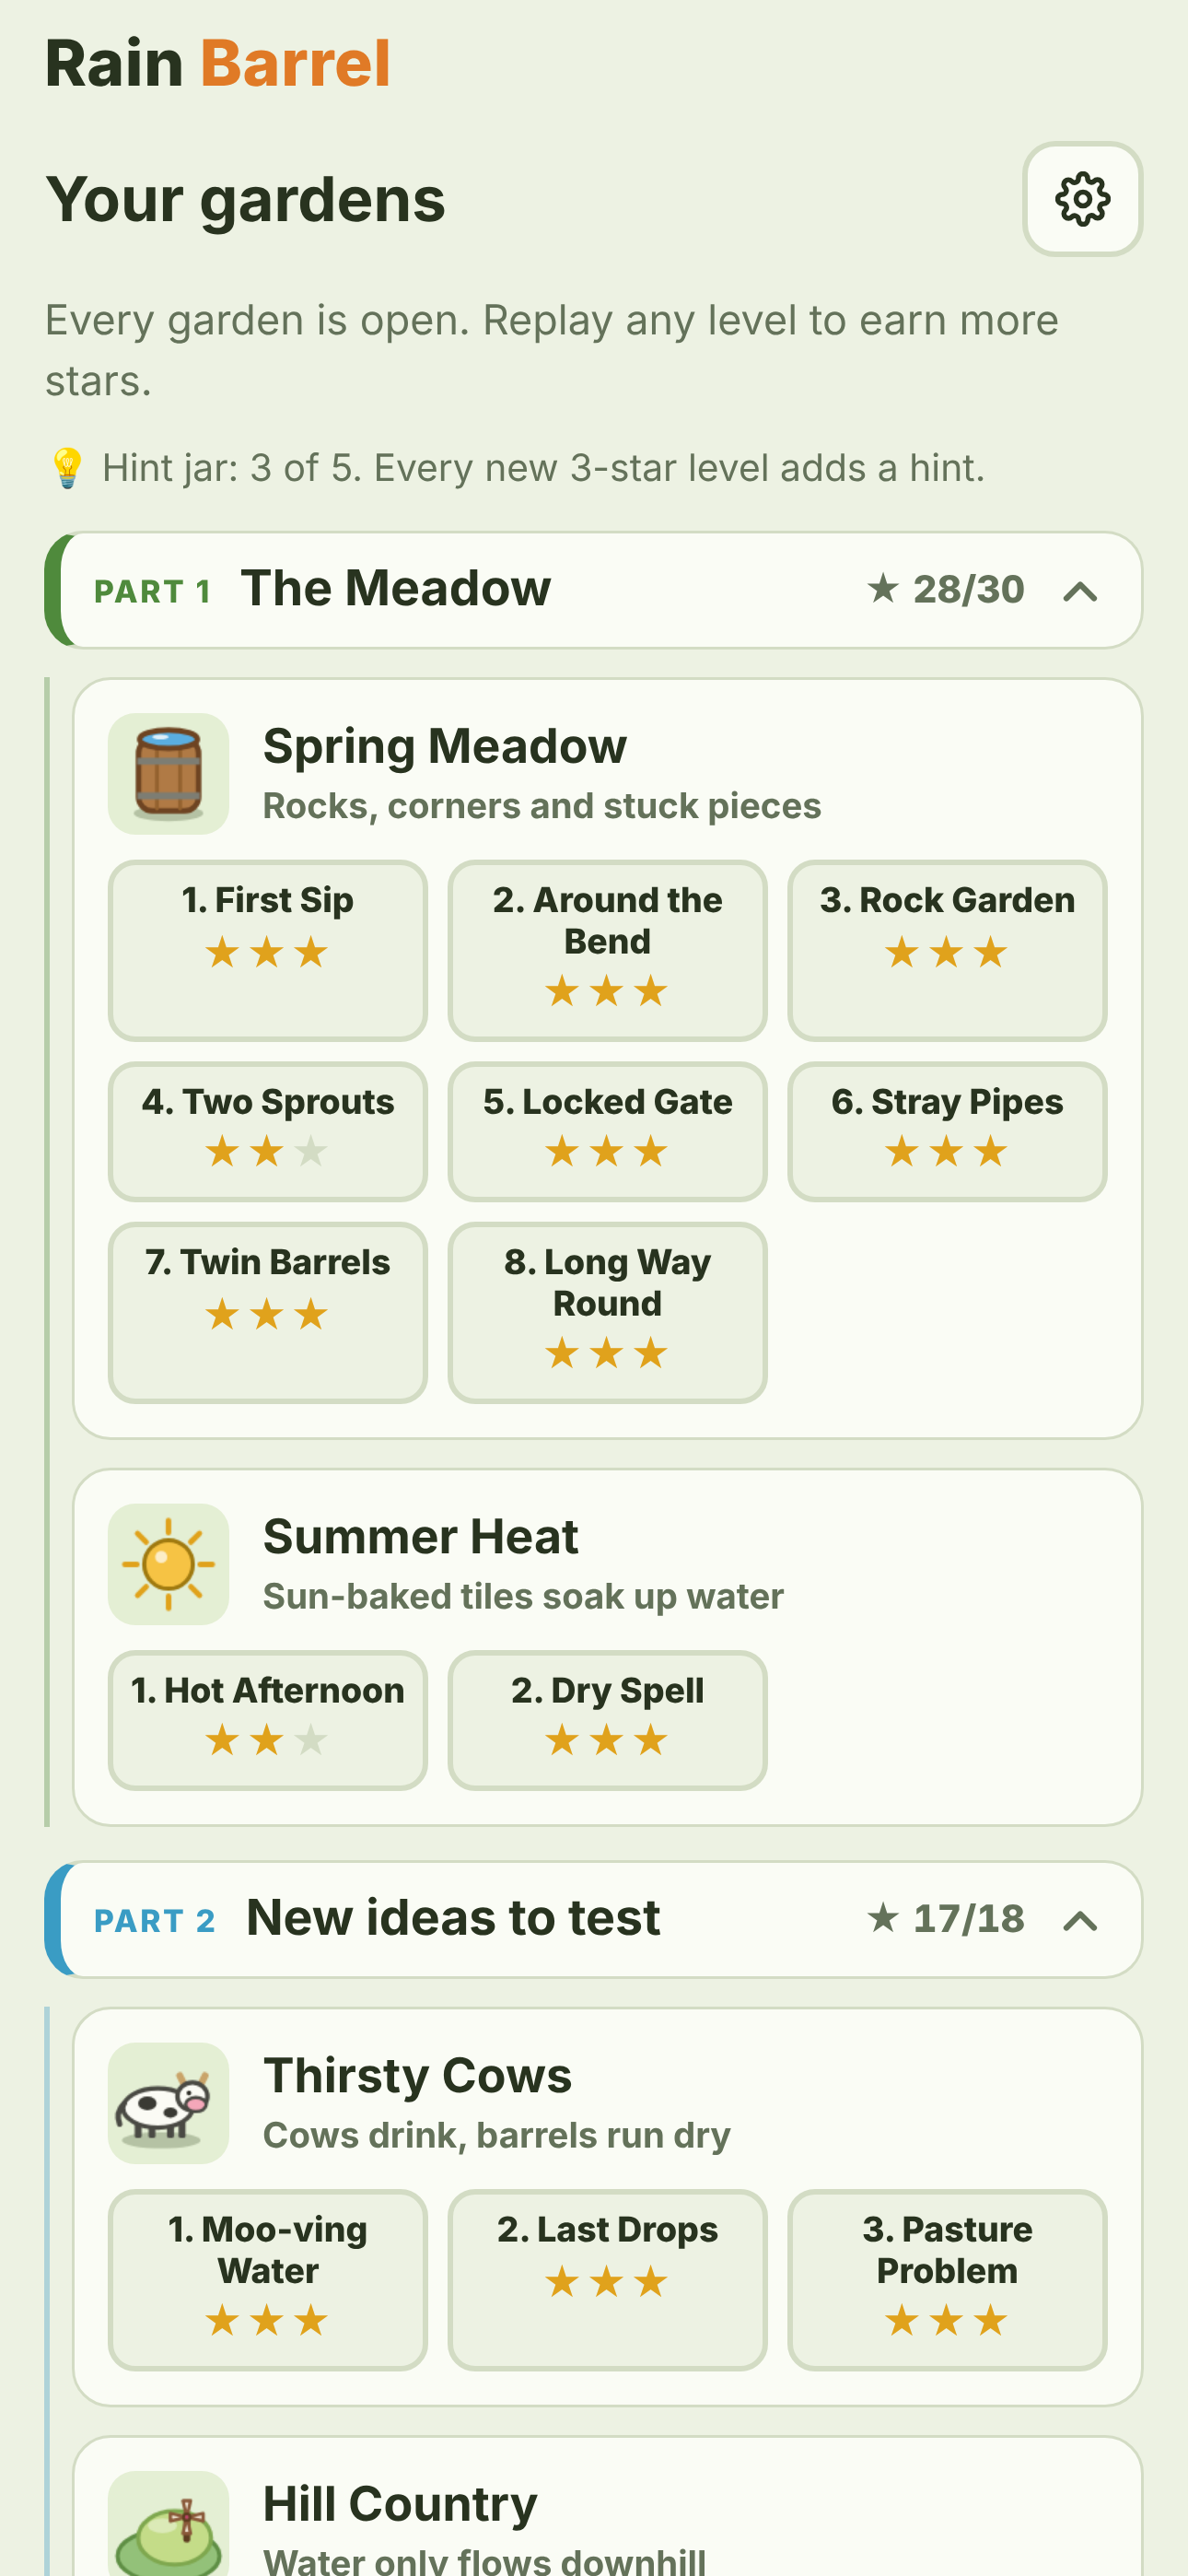 Rain Barrel
Your gardens
Every garden is open. Replay any level to earn more
stars.
💡 Hint jar: 3 of 5. Every new 3-star level adds a hint.
PART 1 The Meadow ★ 28/30
Spring Meadow
Rocks, corners and stuck pieces
1. First Sip
★★★
2. Around the
Bend
★★★
3. Rock Garden
★★★
4. Two Sprouts
★★★
5. Locked Gate
★★★
6. Stray Pipes
★★★
7. Twin Barrels
★★★
8. Long Way
Round
★★★
Summer Heat
Sun-baked tiles soak up water
1. Hot Afternoon
★★★
2. Dry Spell
★★★
PART 2 New ideas to test ★ 17/18
Thirsty Cows
Cows drink, barrels run dry
1. Moo-ving
Water
★★★
2. Last Drops
★★★
3. Pasture
Problem
★★★
Hill Country
Water only flows downhill